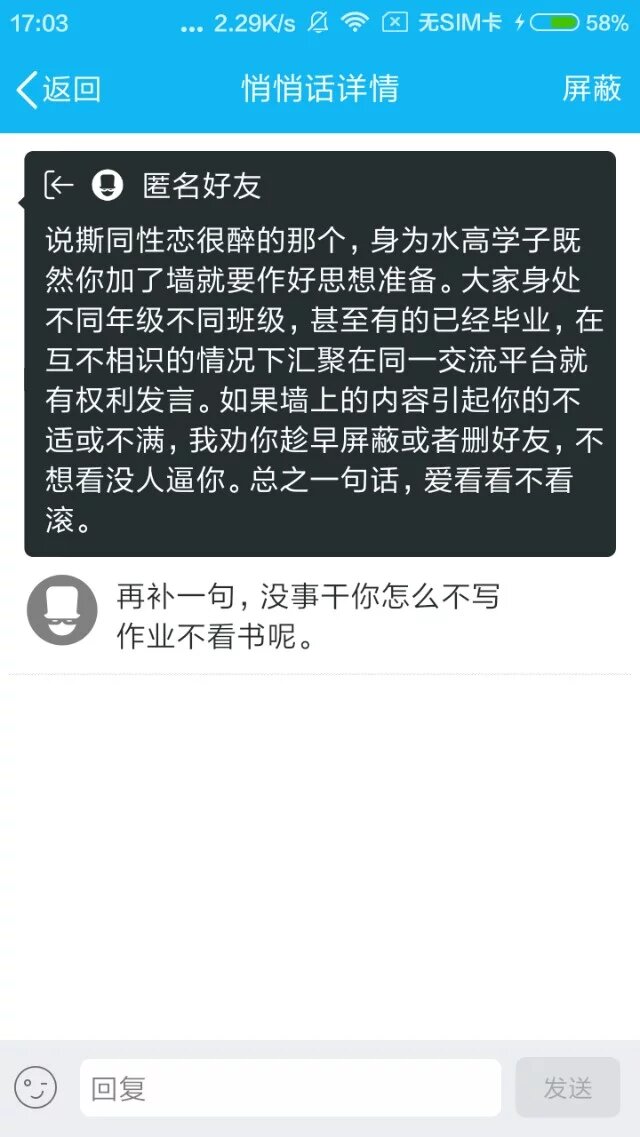 17:03 ... 2.29K/s 无SIM卡 58%
返回 悄悄话详情 屏蔽
匿名好友
说撕同性恋很醉的那个，身为水高学子既
然你加了墙就要作好思想准备。大家身处
不同年级不同班级，甚至有的已经毕业，在
互不相识的情况下汇聚在同一交流平台就
有权利发言。如果墙上的内容引起你的不
适或不满，我劝你趁早屏蔽或者删好友，不
想看没人逼你。总之一句话，爱看看不看
滚。
再补一句，没事干你怎么不写
作业不看书呢。
回复 发送